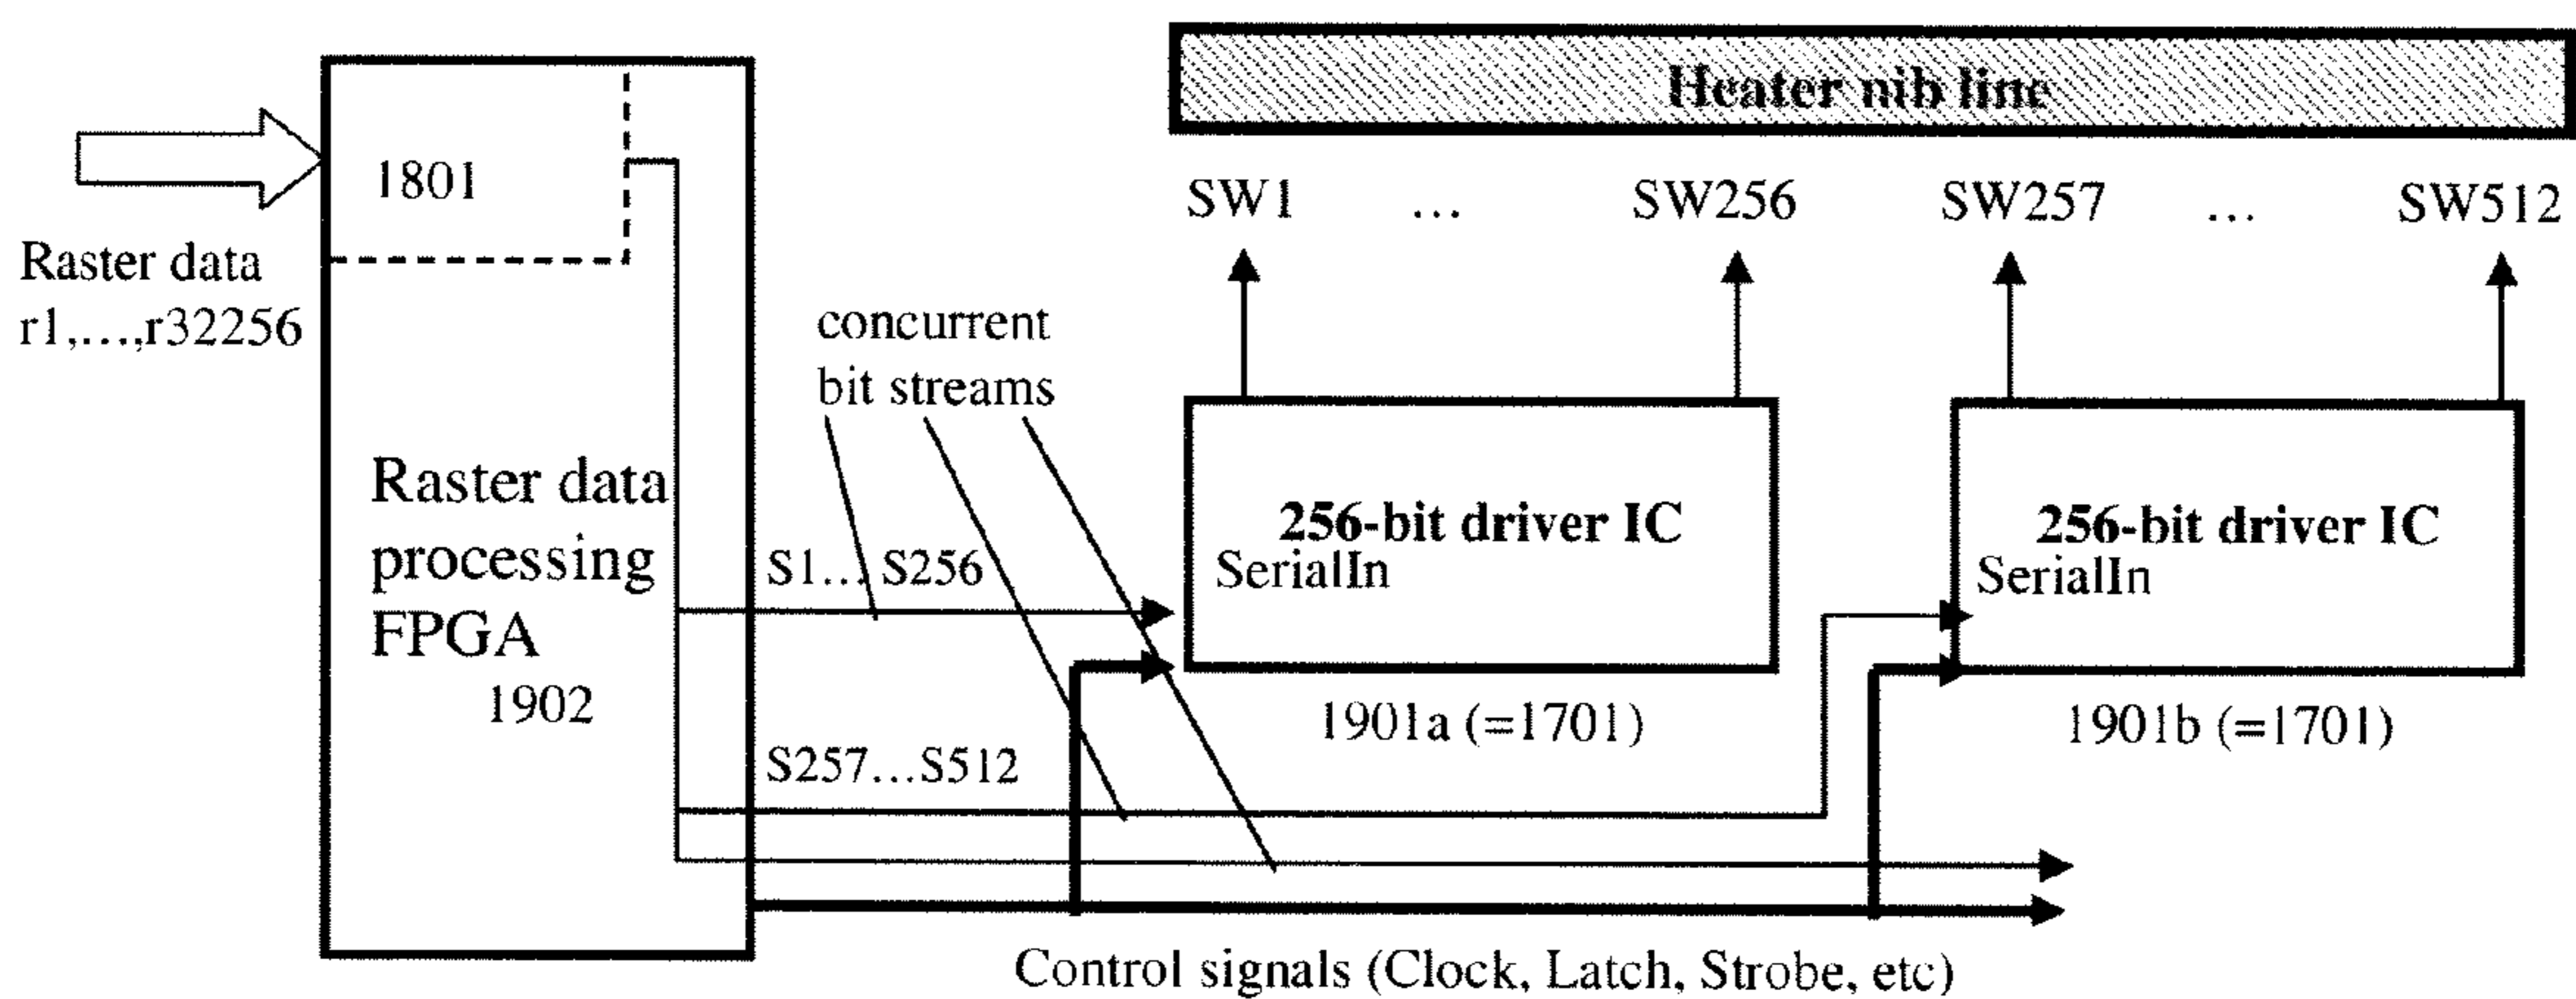 Heater nib line
1801
SW1 ... SW256 SW257 ... SW512
Raster data
r1,...,r32256
concurrent
bit streams
Raster data
processing
FPGA
1902
S1... S256
256-bit driver IC
SerialIn
256-bit driver IC
SerialIn
1901a (=1701)
1901b (=1701)
S257...S512
Control signals (Clock, Latch, Strobe, etc)